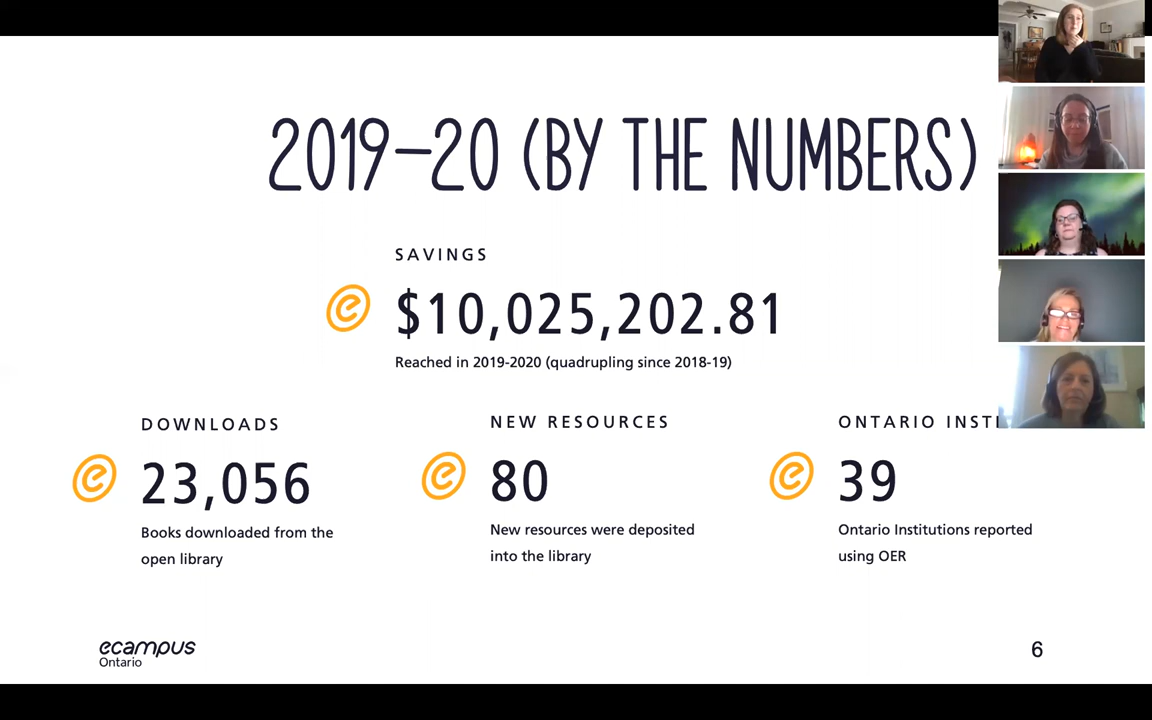 2019–20 (BY THE NUMBERS)
SAVINGS
$10,025,202.81
Reached in 2019-2020 (quadrupling since 2018-19)
DOWNLOADS
23,056
Books downloaded from the
open library
NEW RESOURCES
80
New resources were deposited
into the library
ONTARIO INSTI
39
Ontario Institutions reported
using OER
ecampus
Ontario
6